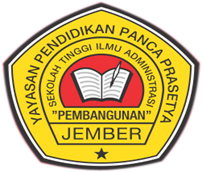 YAYASAN PENDIDIKAN PANCA PRASETYA
SEKOLAH TINGGI ILMU ADMINISTRASI
"PEMBANGUNAN"
JEMBER